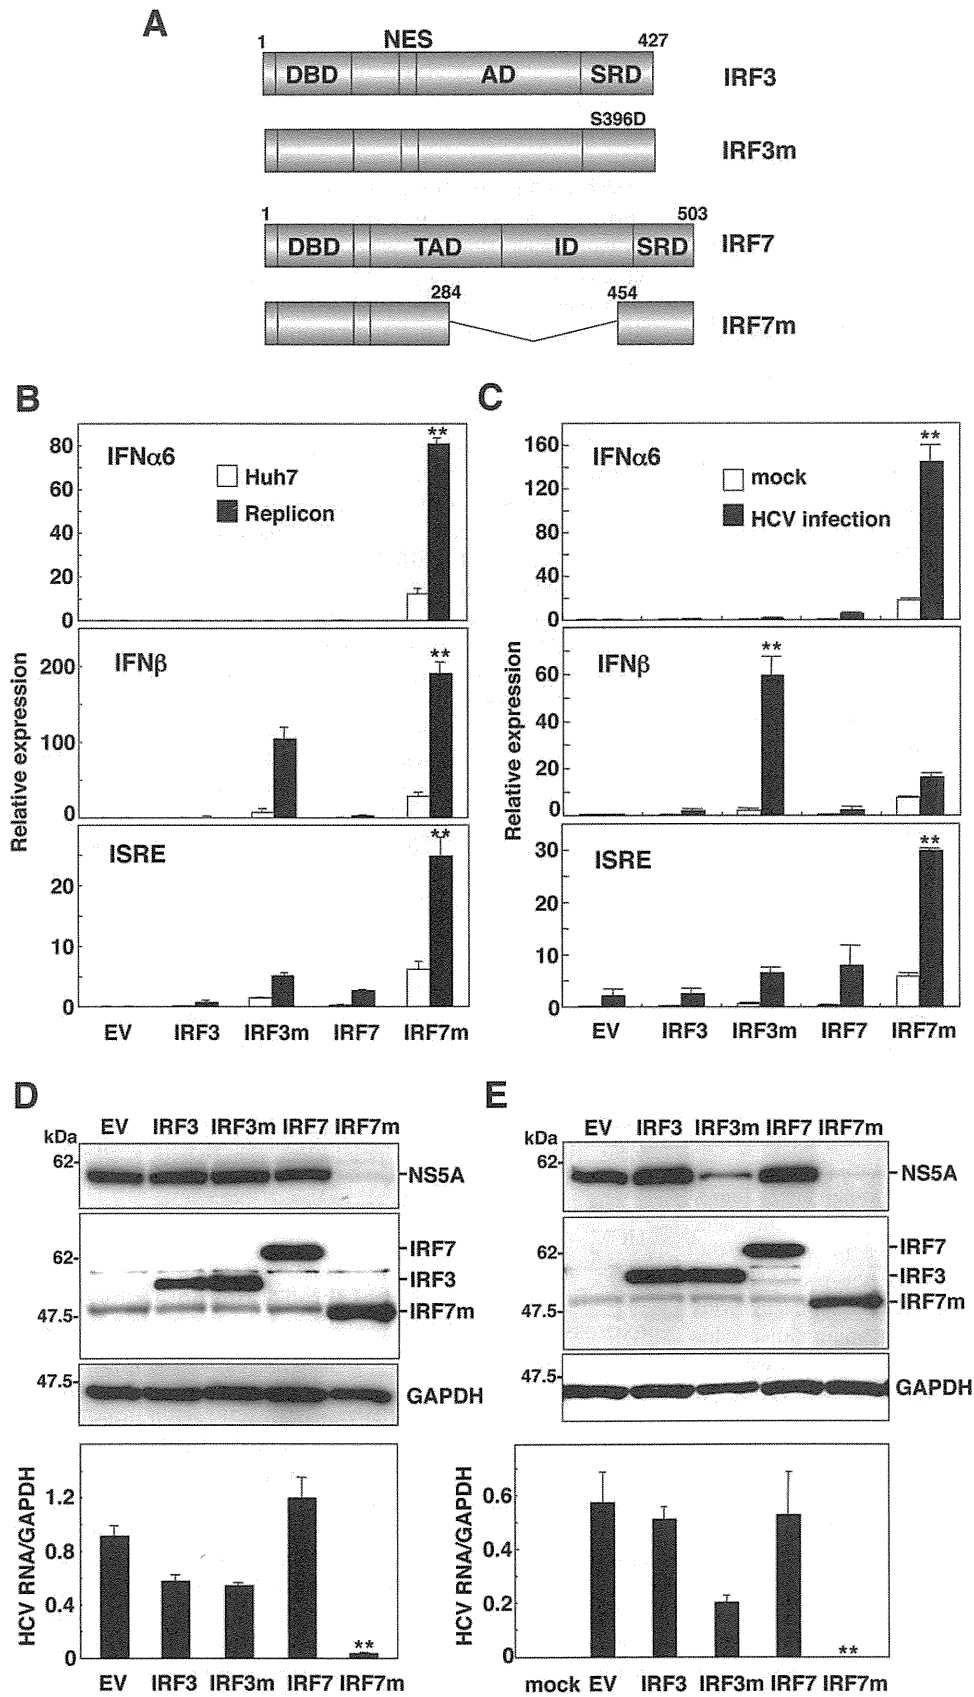 A
1 NES 427
DBD AD SRD IRF3
S396D
IRF3m
1 503
DBD TAD ID SRD IRF7
284 454
IRF7m
B
IFNα6
Huh7
Replicon
**
80
60
40
20
0
IFNβ
**
200
100
0
ISRE
**
20
10
0
Relative expression
EV IRF3 IRF3m IRF7 IRF7m
C
IFNα6
mock
HCV infection
**
160
120
80
40
0
IFNβ
**
60
40
20
0
ISRE
**
30
20
10
0
Relative expression
EV IRF3 IRF3m IRF7 IRF7m
D
EV IRF3 IRF3m IRF7 IRF7m
kDa
62
NS5A
IRF7
62
IRF3
47.5
IRF7m
47.5
GAPDH
HCV RNA/GAPDH
1.2
0.8
0.4
0
**
EV IRF3 IRF3m IRF7 IRF7m
E
EV IRF3 IRF3m IRF7 IRF7m
kDa
62
NS5A
62
IRF7
IRF3
47.5
IRF7m
47.5
GAPDH
HCV RNA/GAPDH
0.6
0.4
0.2
0
**
mock EV IRF3 IRF3m IRF7 IRF7m